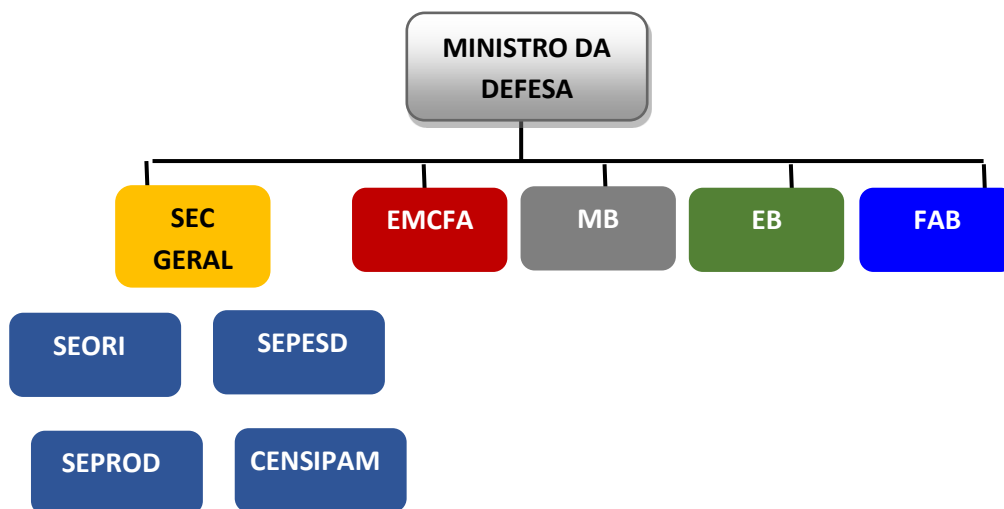 MINISTRO DA
DEFESA
SEC
GERAL
EMCFA
MB
EB
FAB
SEORI
SEPESD
SEPROD
CENSIPAM